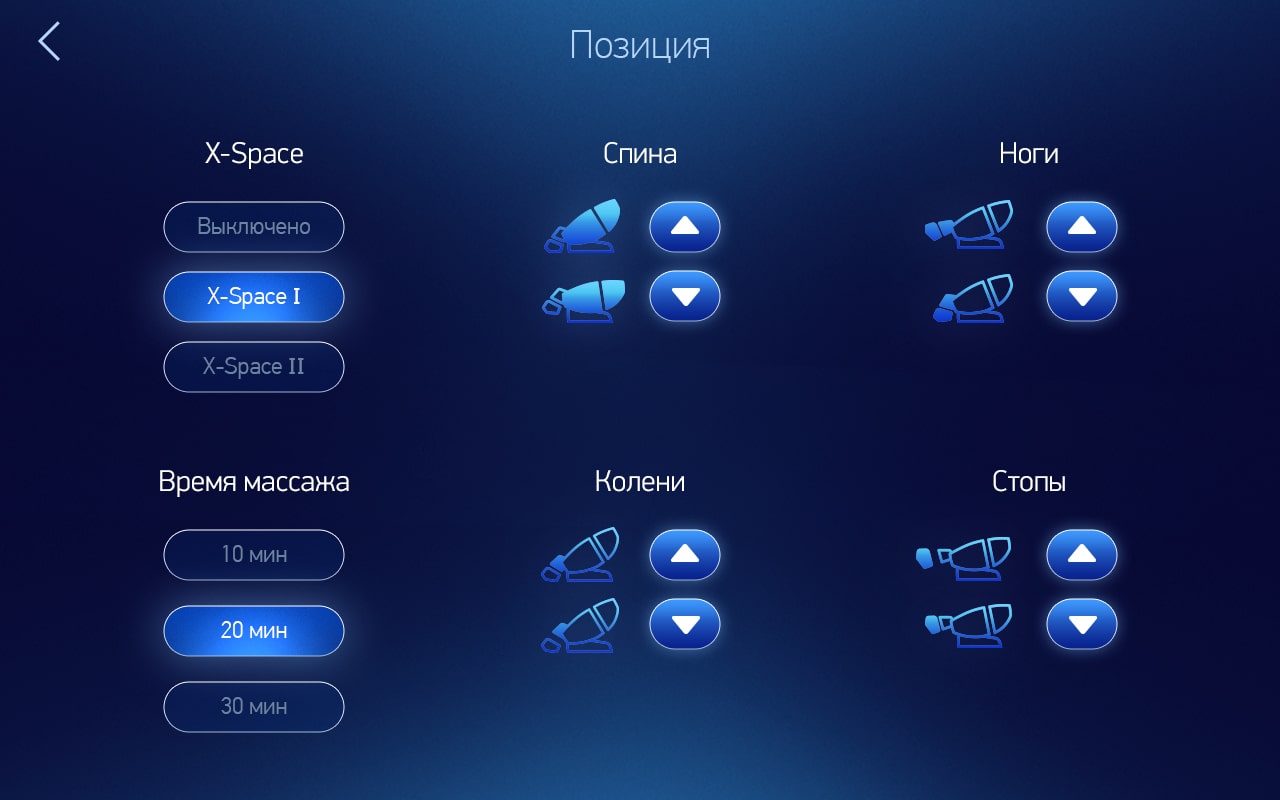 Позиция
X-Space
Выключено
X-Space I
X-Space II
Спина
Ноги
Время массажа
10 мин
20 мин
30 мин
Колени
Стопы